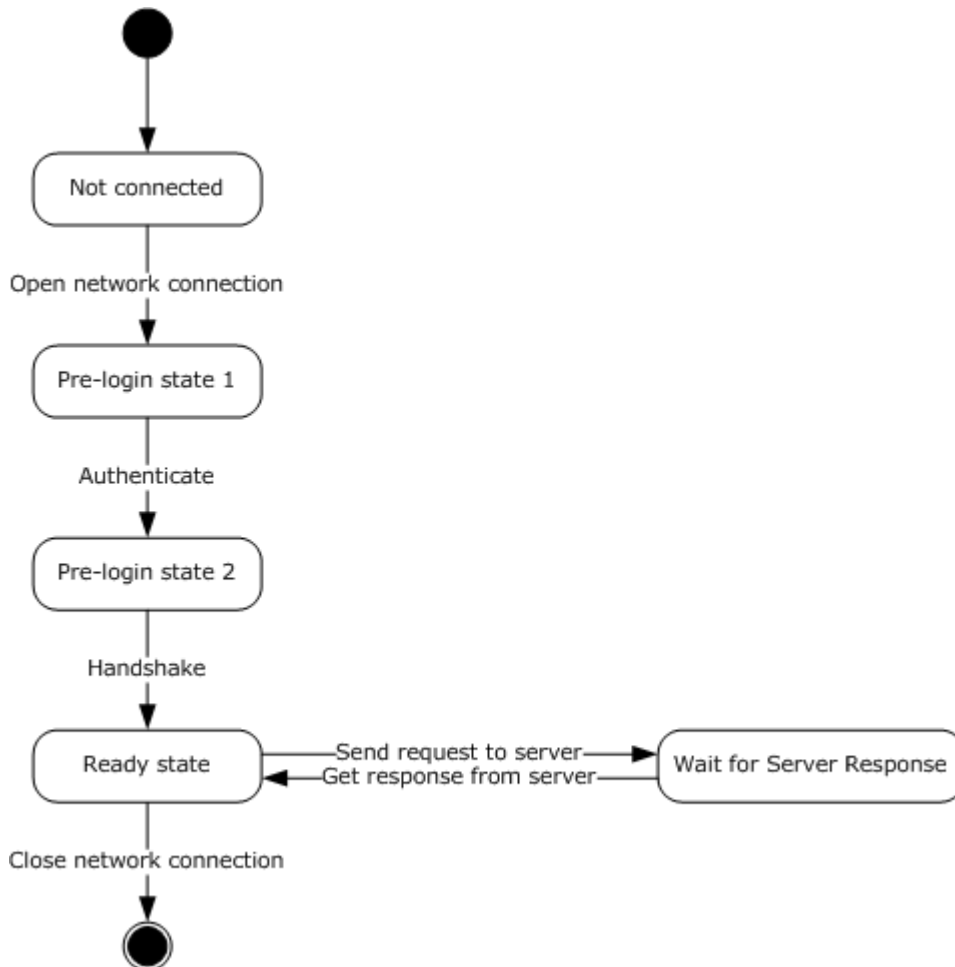 Not connected
Open network connection
Pre-login state 1
Authenticate
Pre-login state 2
Handshake
Ready state
Send request to server
Get response from server
Wait for Server Response
Close network connection